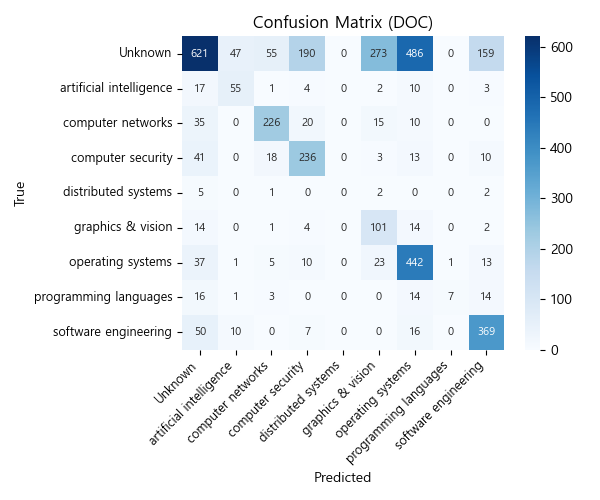 Confusion Matrix (DOC)
Unknown 621 47 55 190 0 273 486 0 159
artificial intelligence 17 55 1 4 0 2 10 0 3
computer networks 35 0 226 20 0 15 10 0 0
computer security 41 0 18 236 0 3 13 0 10
distributed systems 5 0 1 0 0 2 0 0 2
graphics & vision 14 0 1 4 0 101 14 0 2
operating systems 37 1 5 10 0 23 442 1 13
programming languages 16 1 3 0 0 0 14 7 14
software engineering 50 10 0 7 0 0 16 0 369
True
Unknown
artificial intelligence
computer networks
computer security
distributed systems
graphics & vision
operating systems
programming languages
software engineering
Predicted
600
500
400
300
200
100
0